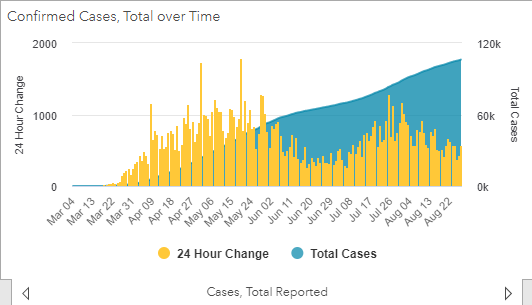 Confirmed Cases, Total over Time
2000
1000
0
24 Hour Change
120k
60k
0k
Total Cases
Mar 04
Mar 13
Mar 22
Mar 31
Apr 09
Apr 18
Apr 27
May 06
May 15
May 24
Jun 02
Jun 11
Jun 20
Jun 29
Jul 08
Jul 17
Jul 26
Aug 04
Aug 13
Aug 22
24 Hour Change
Total Cases
Cases, Total Reported